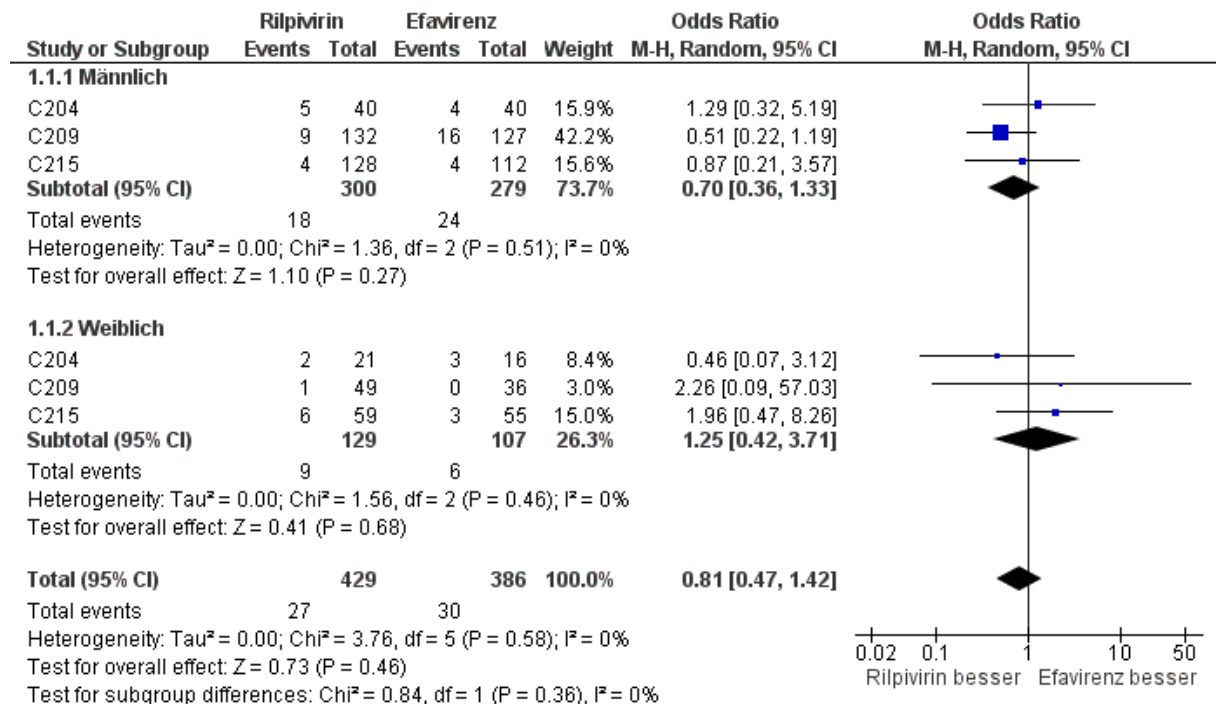 Rilpivirin Efavirenz Odds Ratio Odds Ratio
Study or Subgroup Events Total Events Total Weight M-H, Random, 95% CI M-H, Random, 95% CI
1.1.1 Männlich
C204 5 40 4 40 15.9% 1.29 [0.32, 5.19]
C209 9 132 16 127 42.2% 0.51 [0.22, 1.19]
C215 4 128 4 112 15.6% 0.87 [0.21, 3.57]
Subtotal (95% CI) 300 279 73.7% 0.70 [0.36, 1.33]
Total events 18 24
Heterogeneity: Tau² = 0.00; Chi² = 1.36, df = 2 (P = 0.51); I² = 0%
Test for overall effect: Z = 1.10 (P = 0.27)
1.1.2 Weiblich
C204 2 21 3 16 8.4% 0.46 [0.07, 3.12]
C209 1 49 0 36 3.0% 2.26 [0.09, 57.03]
C215 6 59 3 55 15.0% 1.96 [0.47, 8.26]
Subtotal (95% CI) 129 107 26.3% 1.25 [0.42, 3.71]
Total events 9 6
Heterogeneity: Tau² = 0.00; Chi² = 1.56, df = 2 (P = 0.46); I² = 0%
Test for overall effect: Z = 0.41 (P = 0.68)
Total (95% CI) 429 386 100.0% 0.81 [0.47, 1.42]
Total events 27 30
Heterogeneity: Tau² = 0.00; Chi² = 3.76, df = 5 (P = 0.58); I² = 0%
Test for overall effect: Z = 0.73 (P = 0.46)
Test for subgroup differences: Chi² = 0.84, df = 1 (P = 0.36), I² = 0%
0.02 0.1 1 10 50
Rilpivirin besser Efavirenz besser